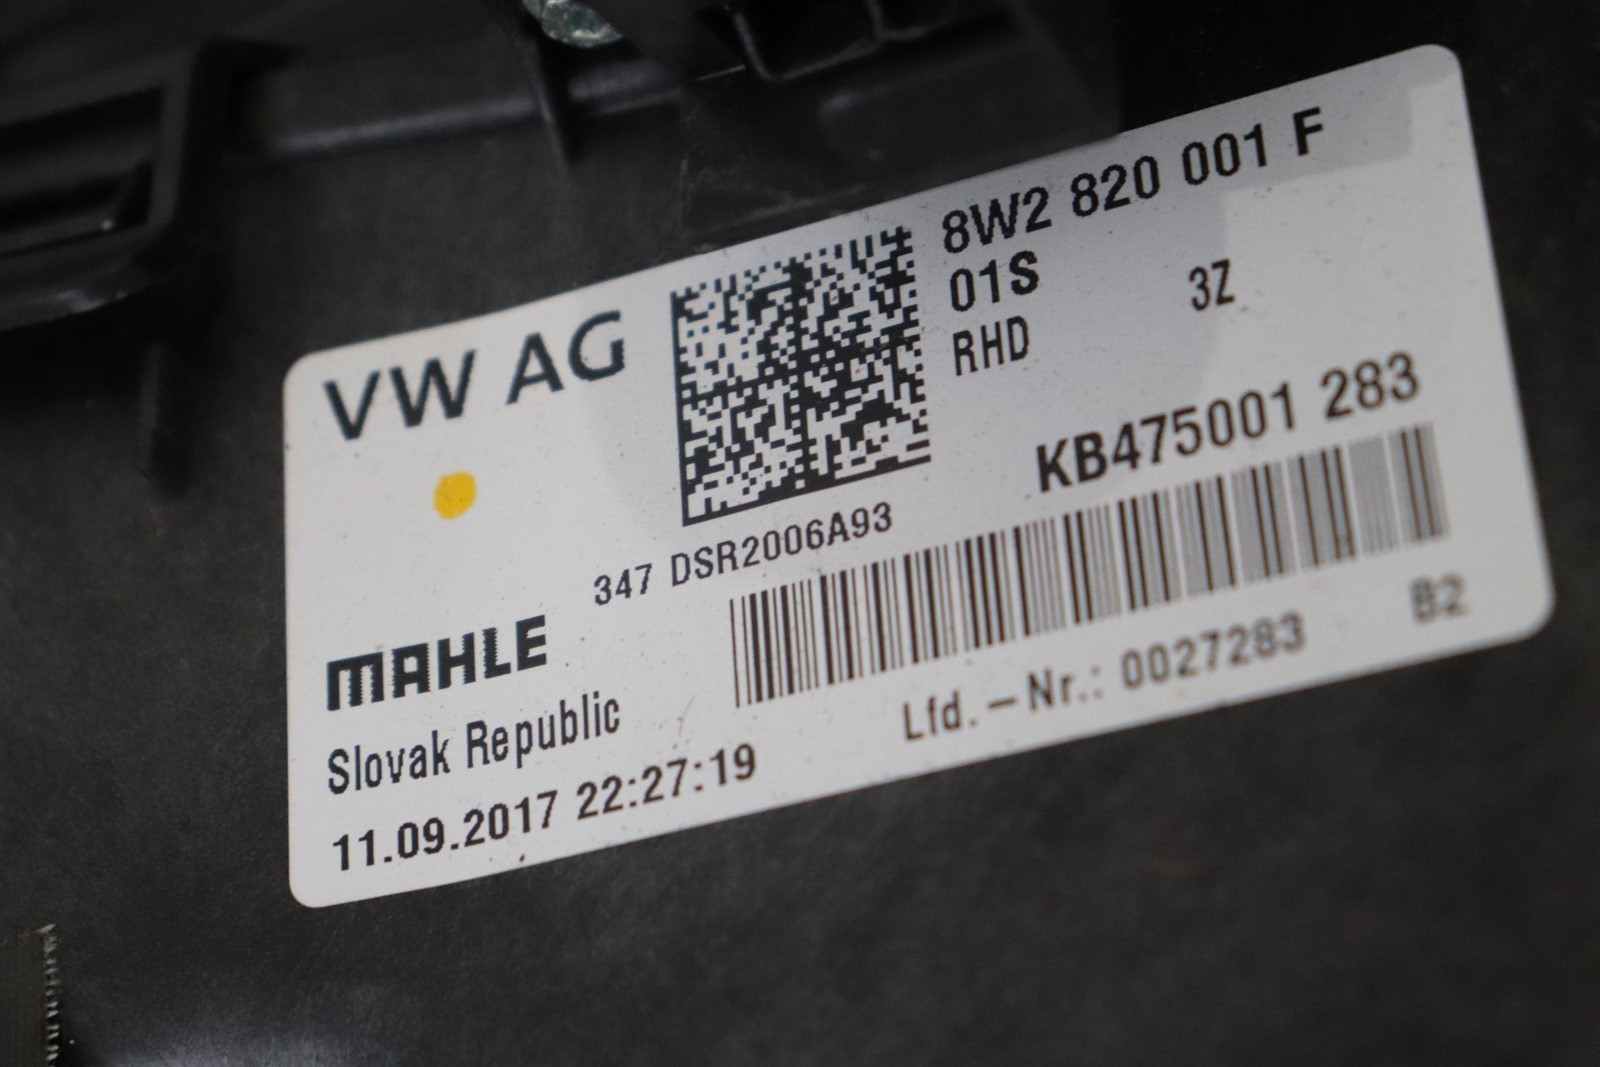 VW AG
8W2 820 001 F
01S 3Z
RHD
KB475001 283
347 DSR2006A93
MAHLE
Slovak Republic
11.09.2017 22:27:19
Lfd.-Nr.: 0027283 B2